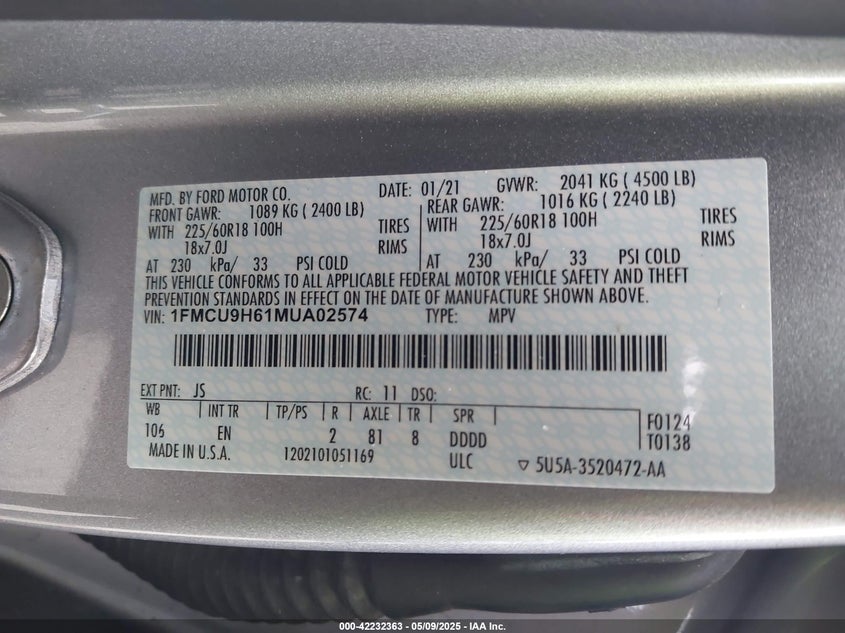 MFD. BY FORD MOTOR CO. DATE: 01/21 GVWR: 2041 KG ( 4500 LB)
FRONT GAWR: 1089 KG ( 2400 LB) REAR GAWR: 1016 KG ( 2240 LB)
WITH 225/60R18 100H TIRES WITH 225/60R18 100H TIRES
18x7.0J RIMS 18x7.0J RIMS
AT 230 kPa/ 33 PSI COLD AT 230 kPa/ 33 PSI COLD
THIS VEHICLE CONFORMS TO ALL APPLICABLE FEDERAL MOTOR VEHICLE SAFETY AND THEFT
PREVENTION STANDARDS IN EFFECT ON THE DATE OF MANUFACTURE SHOWN ABOVE.
VIN: 1FMCU9H61MUA02574 TYPE: MPV
EXT PNT: JS RC: 11 DSO:
WB INT TR TP/PS R AXLE TR SPR F0124
106 EN 2 81 8 DDDD T0138
MADE IN U.S.A. 1202101051169 ULC ▽ 5U5A-3520472-AA
000-42232363 - 05/09/2025 - IAA Inc.